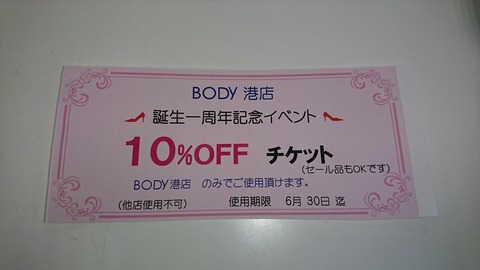 BODY 港店
誕生一周年記念イベント
10%OFF チケット
(セール品もOKです)
BODY港店 のみでご使用頂けます。
(他店使用不可) 使用期限 6月 30日 迄